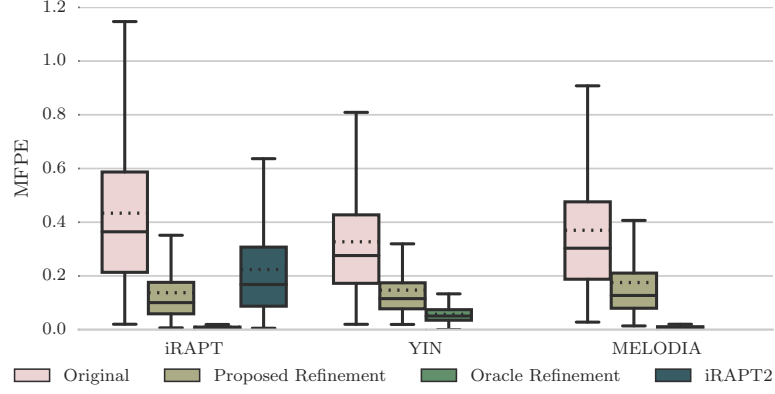 1.2
1.0
0.8
0.6
0.4
0.2
0.0
MFPE
iRAPT YIN MELODIA
Original Proposed Refinement Oracle Refinement iRAPT2